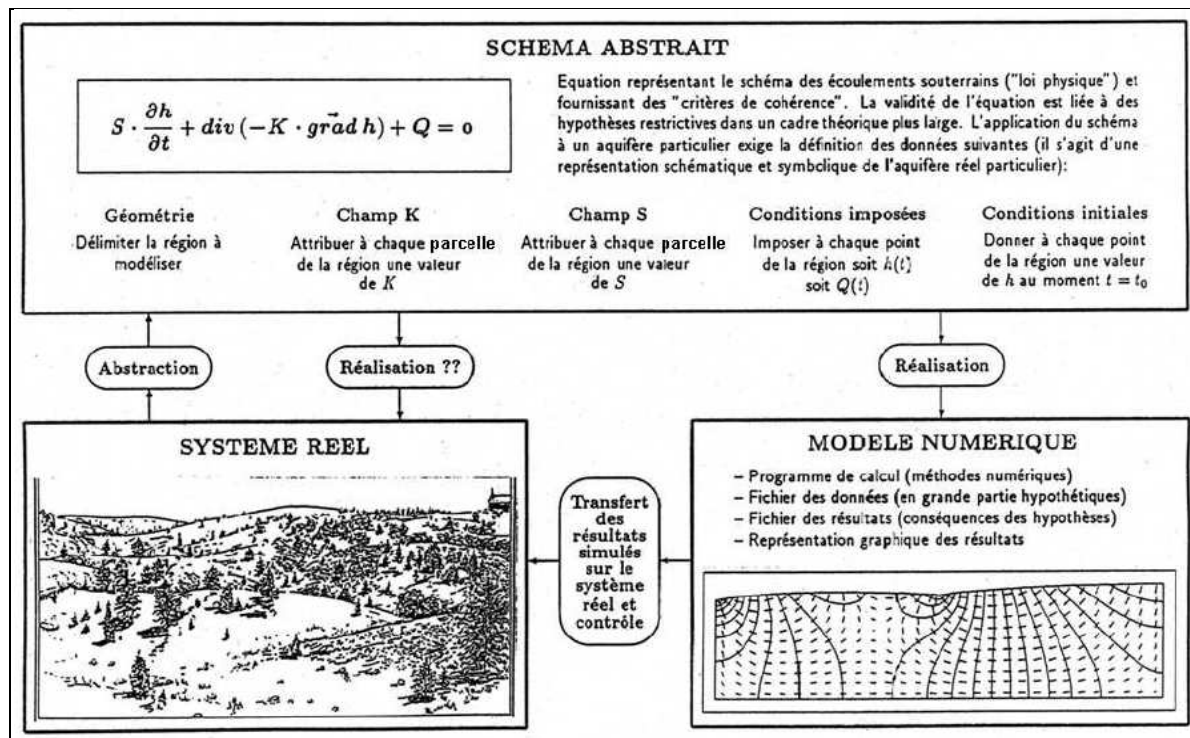 SCHEMA ABSTRAIT
S · ∂h/∂t + div (−K · grad⃗ h) + Q = 0
Equation représentant le schéma des écoulements souterrains ("loi physique") et
fournissant des "critères de cohérence". La validité de l'équation est liée à des
hypothèses restrictives dans un cadre théorique plus large. L'application du schéma
à un aquifère particulier exige la définition des données suivantes (il s'agit d'une
représentation schématique et symbolique de l'aquifère réel particulier):
Géométrie
Délimiter la région à
modéliser
Champ K
Attribuer à chaque parcelle
de la région une valeur
de K
Champ S
Attribuer à chaque parcelle
de la région une valeur
de S
Conditions imposées
Imposer à chaque point
de la région soit h(t)
soit Q(t)
Conditions initiales
Donner à chaque point
de la région une valeur
de h au moment t = t₀
Abstraction
Réalisation ??
Réalisation
SYSTEME REEL
Transfert
des
résultats
simulés
sur le
système
réel et
contrôle
MODELE NUMERIQUE
– Programme de calcul (méthodes numériques)
– Fichier des données (en grande partie hypothétiques)
– Fichier des résultats (conséquences des hypothèses)
– Représentation graphique des résultats